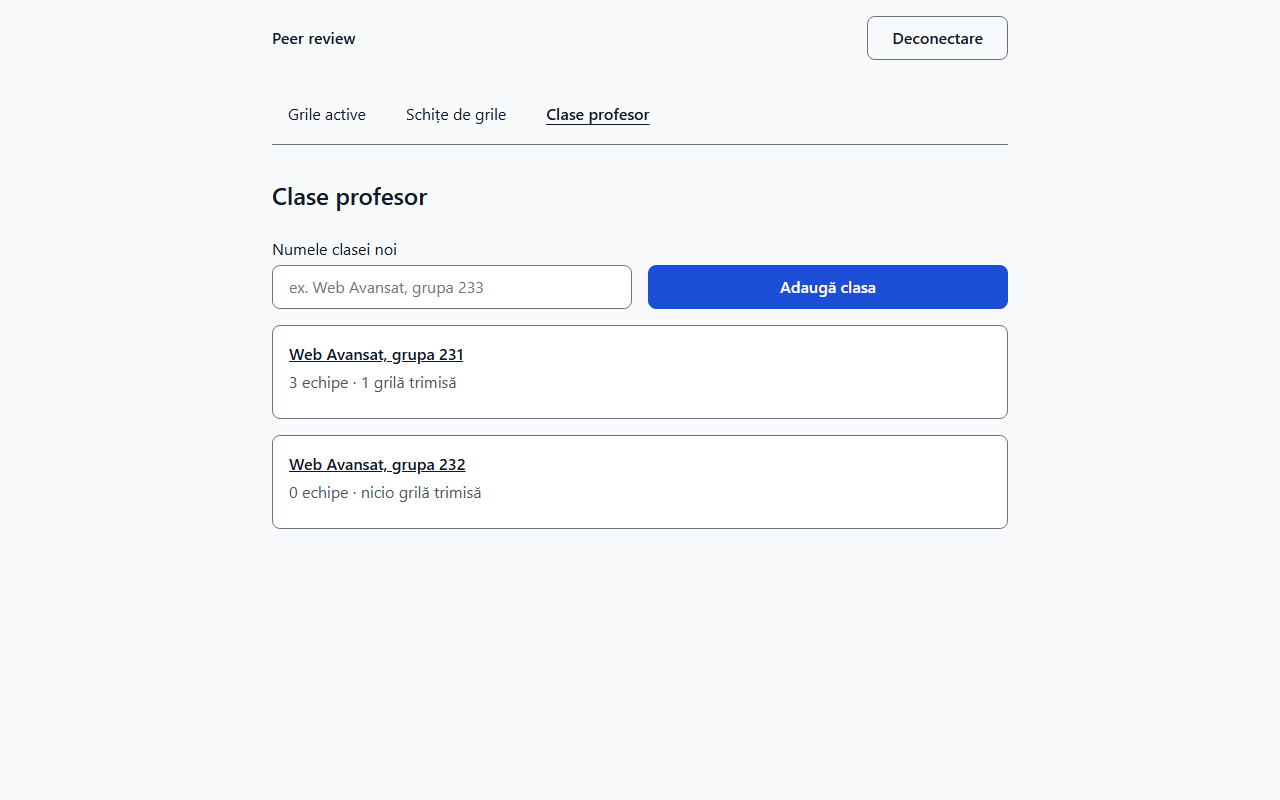 Peer review
Deconectare
Grile active
Schițe de grile
Clase profesor
Clase profesor
Numele clasei noi
ex. Web Avansat, grupa 233
Adaugă clasa
Web Avansat, grupa 231
3 echipe · 1 grilă trimisă
Web Avansat, grupa 232
0 echipe · nicio grilă trimisă